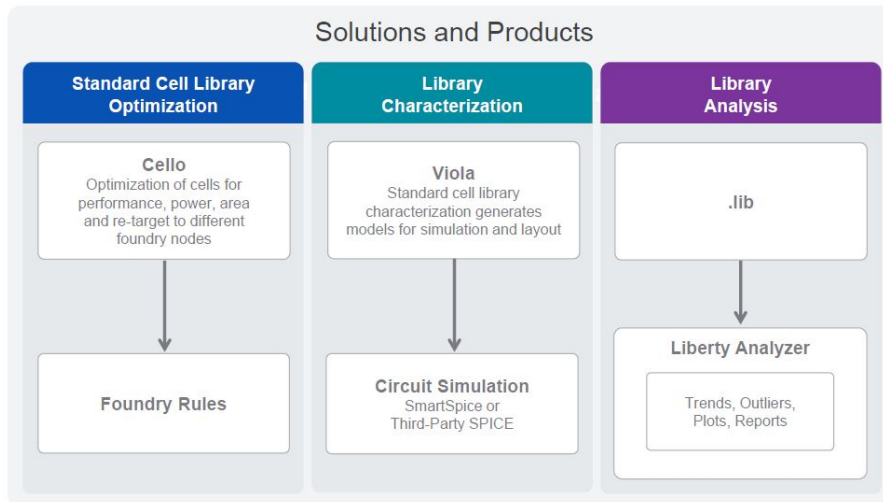 Solutions and Products
Standard Cell Library
Optimization
Cello
Optimization of cells for
performance, power, area
and re-target to different
foundry nodes
Foundry Rules
Library
Characterization
Viola
Standard cell library
characterization generates
models for simulation and layout
Circuit Simulation
SmartSpice or
Third-Party SPICE
Library
Analysis
.lib
Liberty Analyzer
Trends, Outliers,
Plots, Reports